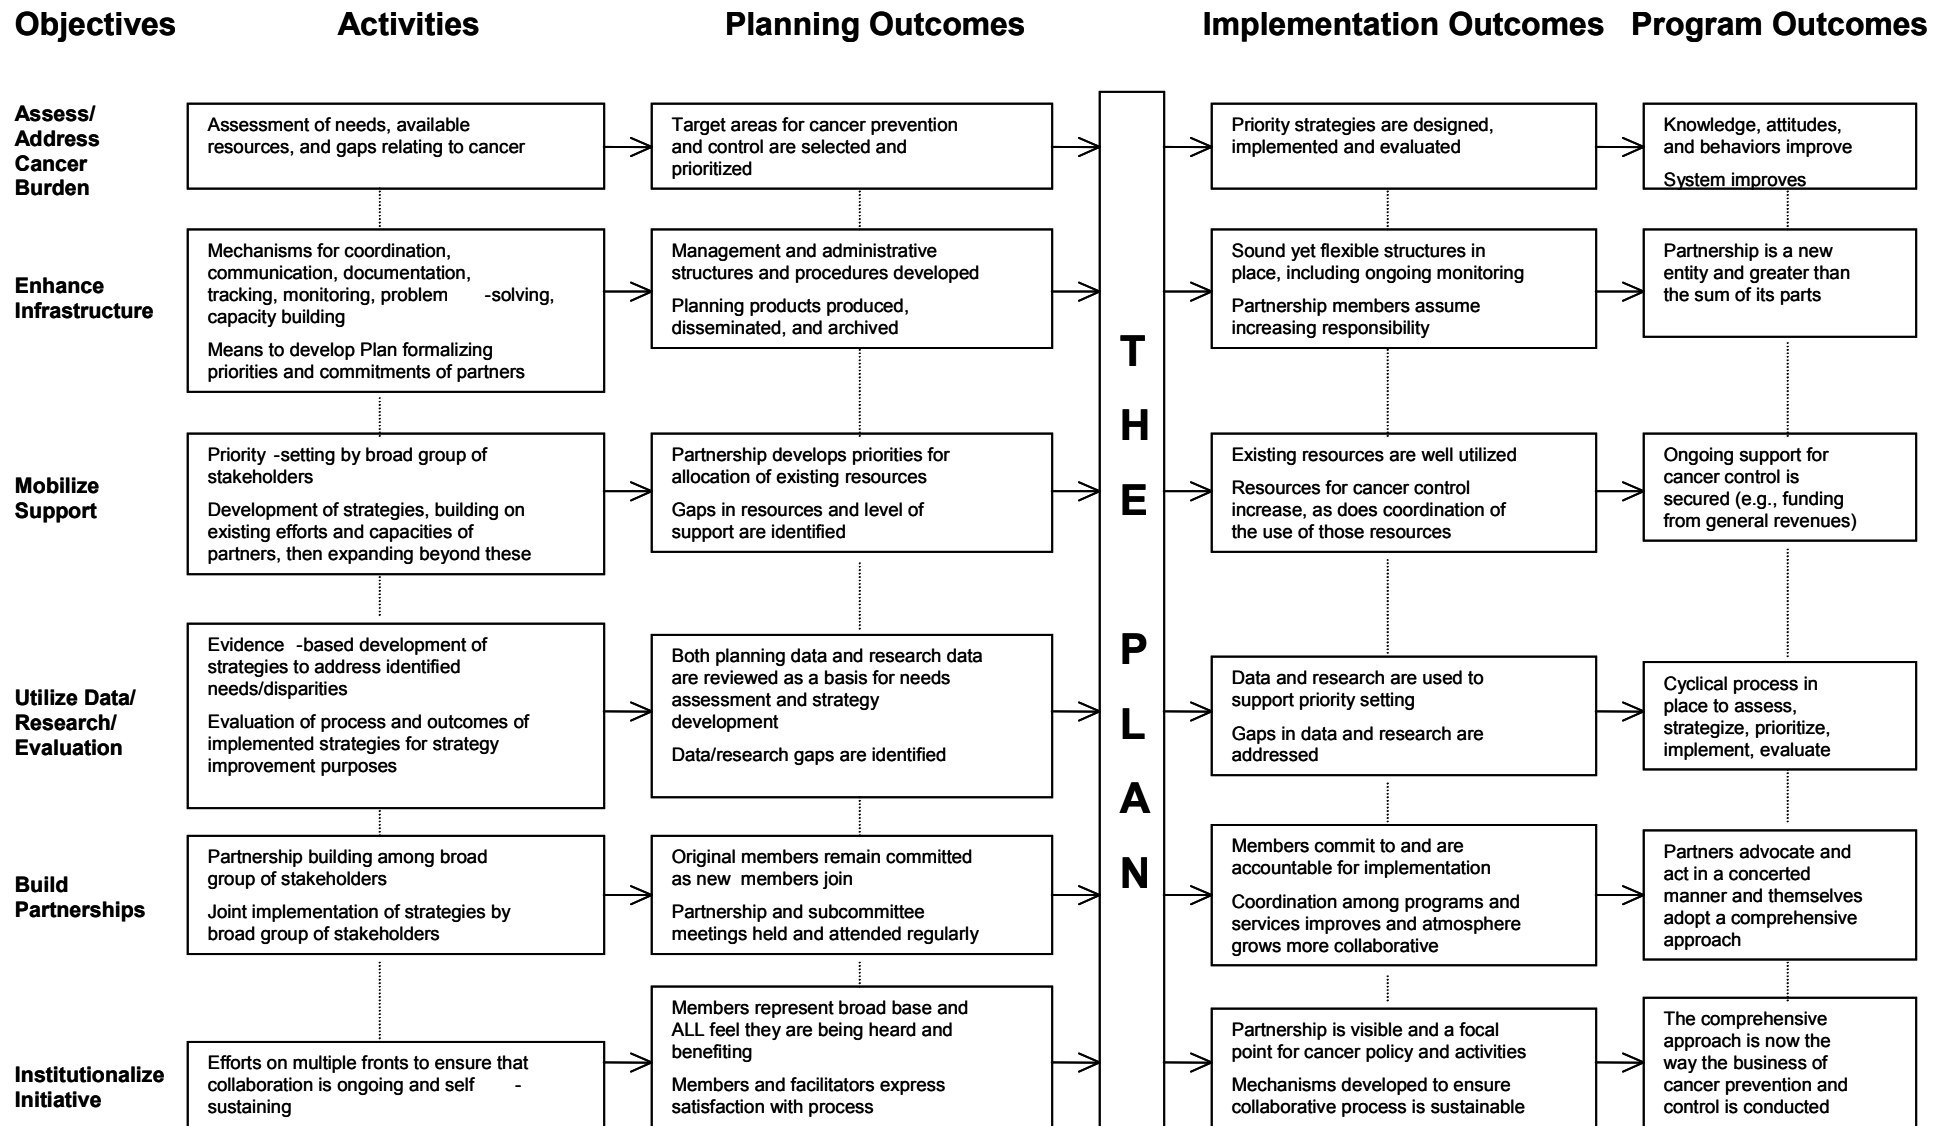 Objectives
Activities
Planning Outcomes
Implementation Outcomes
Program Outcomes
Assess/
Address
Cancer
Burden
Assessment of needs, available
resources, and gaps relating to cancer
Target areas for cancer prevention
and control are selected and
prioritized
Priority strategies are designed,
implemented and evaluated
Knowledge, attitudes,
and behaviors improve
System improves
Enhance
Infrastructure
Mechanisms for coordination,
communication, documentation,
tracking, monitoring, problem -solving,
capacity building
Means to develop Plan formalizing
priorities and commitments of partners
Management and administrative
structures and procedures developed
Planning products produced,
disseminated, and archived
Sound yet flexible structures in
place, including ongoing monitoring
Partnership members assume
increasing responsibility
Partnership is a new
entity and greater than
the sum of its parts
Mobilize
Support
Priority -setting by broad group of
stakeholders
Development of strategies, building on
existing efforts and capacities of
partners, then expanding beyond these
Partnership develops priorities for
allocation of existing resources
Gaps in resources and level of
support are identified
Existing resources are well utilized
Resources for cancer control
increase, as does coordination of
the use of those resources
Ongoing support for
cancer control is
secured (e.g., funding
from general revenues)
Utilize Data/
Research/
Evaluation
Evidence -based development of
strategies to address identified
needs/disparities
Evaluation of process and outcomes of
implemented strategies for strategy
improvement purposes
Both planning data and research data
are reviewed as a basis for needs
assessment and strategy
development
Data/research gaps are identified
Data and research are used to
support priority setting
Gaps in data and research are
addressed
Cyclical process in
place to assess,
strategize, prioritize,
implement, evaluate
Build
Partnerships
Partnership building among broad
group of stakeholders
Joint implementation of strategies by
broad group of stakeholders
Original members remain committed
as new members join
Partnership and subcommittee
meetings held and attended regularly
Members commit to and are
accountable for implementation
Coordination among programs and
services improves and atmosphere
grows more collaborative
Partners advocate and
act in a concerted
manner and themselves
adopt a comprehensive
approach
Institutionalize
Initiative
Efforts on multiple fronts to ensure that
collaboration is ongoing and self -
sustaining
Members represent broad base and
ALL feel they are being heard and
benefiting
Members and facilitators express
satisfaction with process
Partnership is visible and a focal
point for cancer policy and activities
Mechanisms developed to ensure
collaborative process is sustainable
The comprehensive
approach is now the
way the business of
cancer prevention and
control is conducted
T
H
E
P
L
A
N